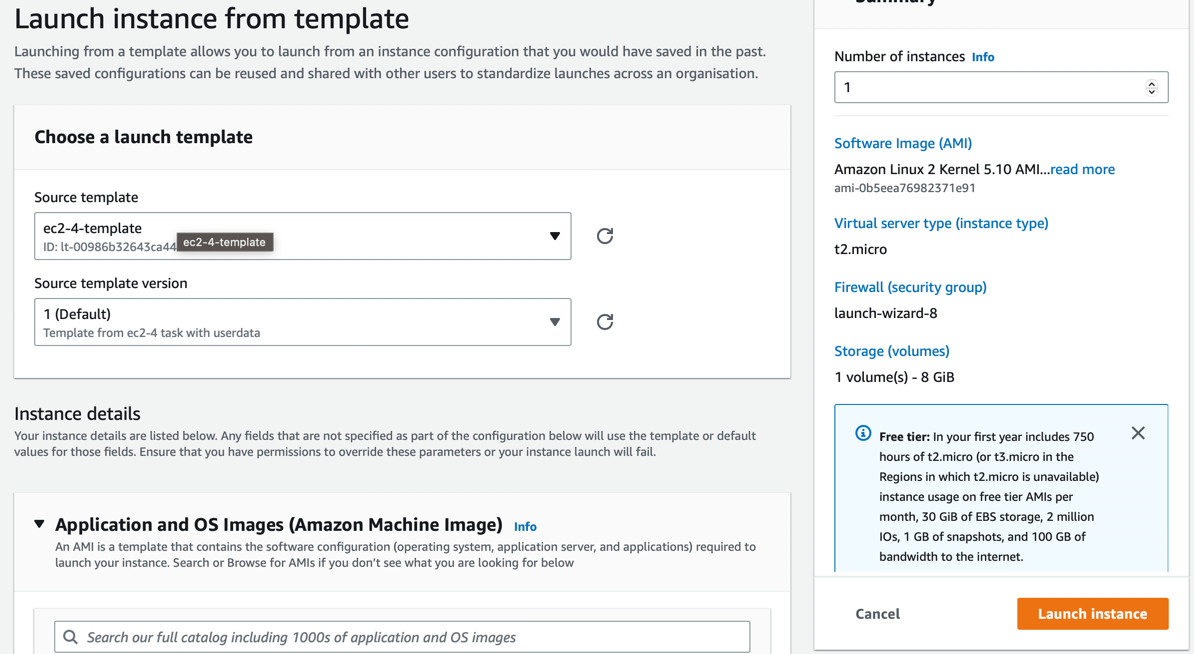 Launch instance from template
Launching from a template allows you to launch from an instance configuration that you would have saved in the past.
These saved configurations can be reused and shared with other users to standardize launches across an organisation.
Choose a launch template
Source template
ec2-4-template
ID: lt-00986b32643ca44
ec2-4-template
Source template version
1 (Default)
Template from ec2-4 task with userdata
Instance details
Your instance details are listed below. Any fields that are not specified as part of the configuration below will use the template or default
values for those fields. Ensure that you have permissions to override these parameters or your instance launch will fail.
Application and OS Images (Amazon Machine Image) Info
An AMI is a template that contains the software configuration (operating system, application server, and applications) required to
launch your instance. Search or Browse for AMIs if you don't see what you are looking for below
Search our full catalog including 1000s of application and OS images
Summary
Number of instances Info
1
Software Image (AMI)
Amazon Linux 2 Kernel 5.10 AMI...read more
ami-0b5eea76982371e91
Virtual server type (instance type)
t2.micro
Firewall (security group)
launch-wizard-8
Storage (volumes)
1 volume(s) - 8 GiB
Free tier: In your first year includes 750
hours of t2.micro (or t3.micro in the
Regions in which t2.micro is unavailable)
instance usage on free tier AMIs per
month, 30 GiB of EBS storage, 2 million
IOs, 1 GB of snapshots, and 100 GB of
bandwidth to the internet.
Cancel
Launch instance